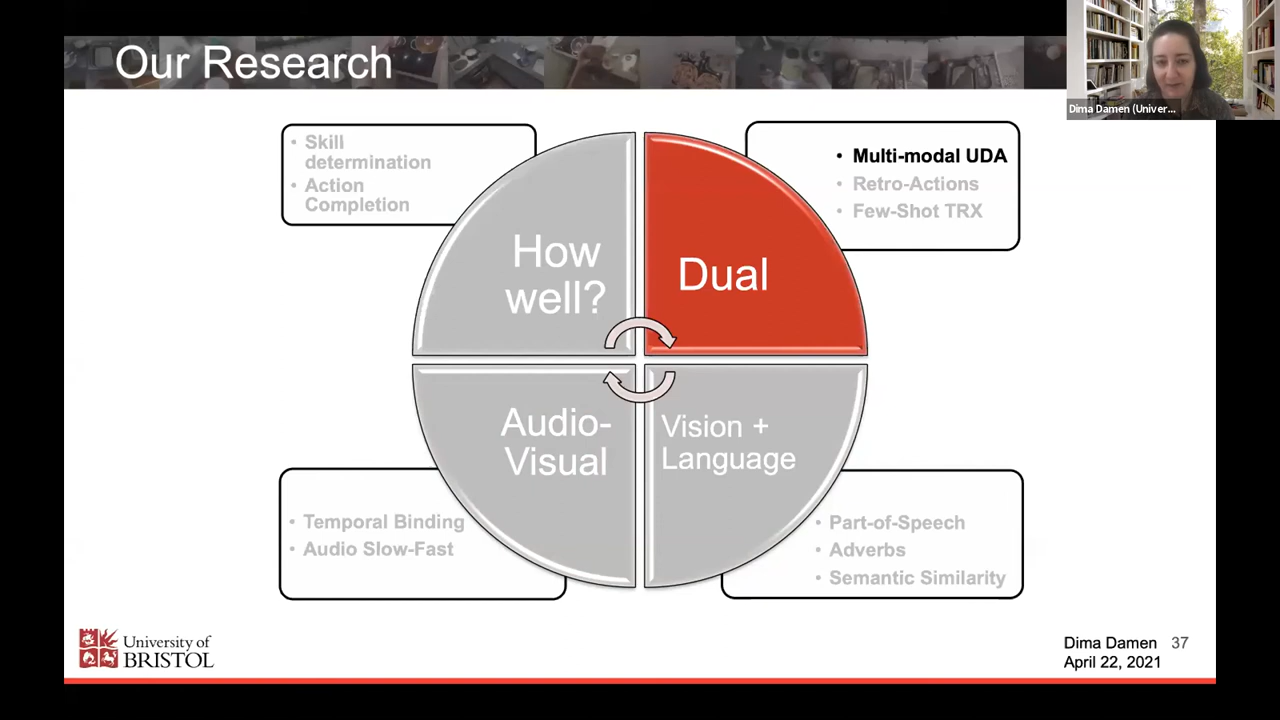 Our Research
Dima Damen (Univer...
• Skill
determination
• Action
Completion
• Multi-modal UDA
• Retro-Actions
• Few-Shot TRX
How
well?
Dual
Audio-
Visual
Vision +
Language
• Temporal Binding
• Audio Slow-Fast
• Part-of-Speech
• Adverbs
• Semantic Similarity
University of
BRISTOL
Dima Damen 37
April 22, 2021